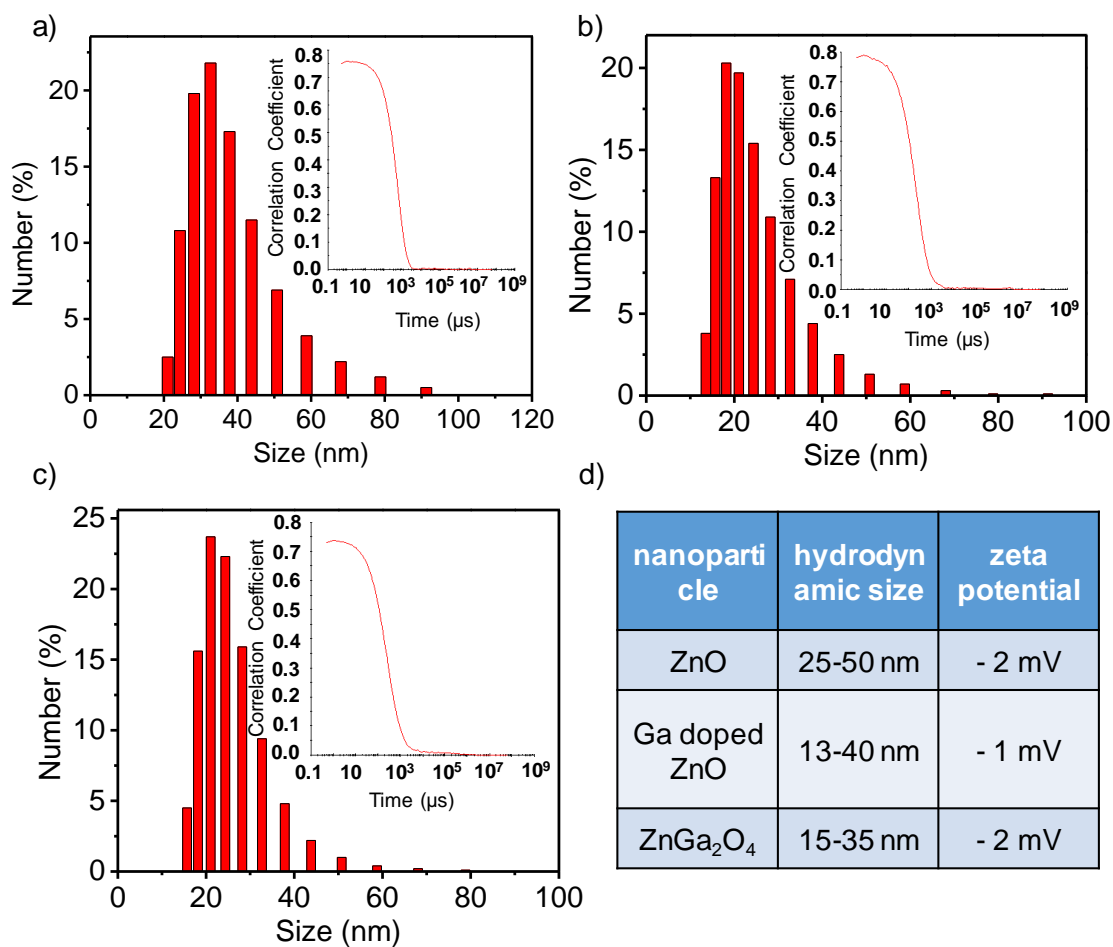 a)
20
15
10
5
0
Number (%)
0 20 40 60 80 100 120
Size (nm)
0.8
0.7
0.6
0.5
0.4
0.3
0.2
0.1
0.0
Correlation Coefficient
0.1 10 10³ 10⁵ 10⁷ 10⁹
Time (µs)
b)
20
15
10
5
0
Number (%)
0 20 40 60 80 100
Size (nm)
0.8
0.7
0.6
0.5
0.4
0.3
0.2
0.1
0.0
Correlation Coefficient
0.1 10 10³ 10⁵ 10⁷ 10⁹
Time (µs)
c)
25
20
15
10
5
0
Number (%)
0 20 40 60 80 100
Size (nm)
0.8
0.7
0.6
0.5
0.4
0.3
0.2
0.1
0.0
Correlation Coefficient
0.1 10 10³ 10⁵ 10⁷ 10⁹
Time (µs)
d)
nanoparti hydrodyn zeta
cle amic size potential
ZnO 25-50 nm - 2 mV
Ga doped
ZnO 13-40 nm - 1 mV
ZnGa₂O₄ 15-35 nm - 2 mV